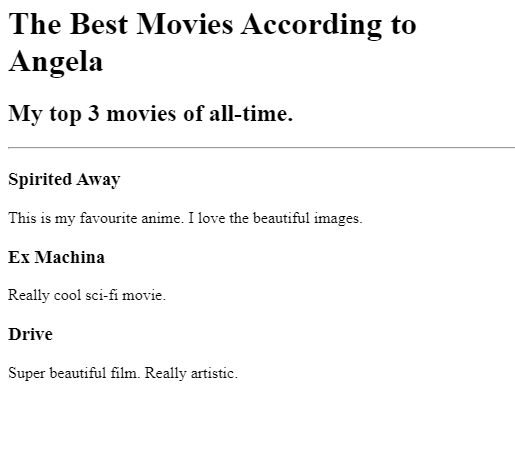 The Best Movies According to
Angela
My top 3 movies of all-time.
Spirited Away
This is my favourite anime. I love the beautiful images.
Ex Machina
Really cool sci-fi movie.
Drive
Super beautiful film. Really artistic.